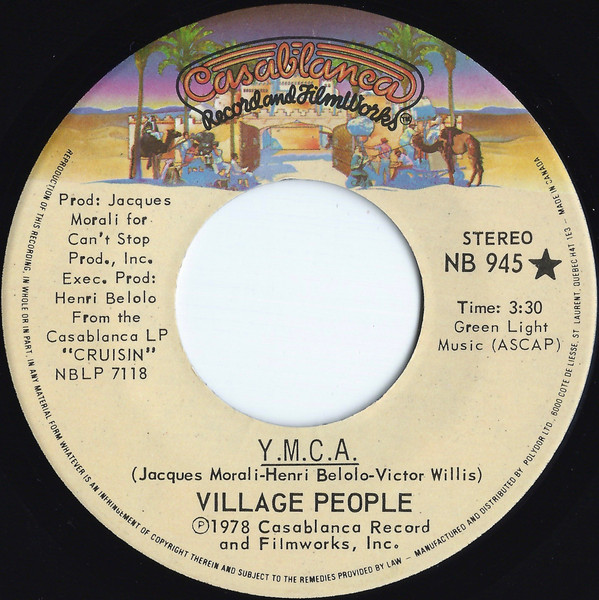 Casablanca
Record and FilmWorks
TM
Prod: Jacques
Morali for
Can't Stop
Prod., Inc.
Exec. Prod:
Henri Belolo
From the
Casablanca LP
"CRUISIN"
NBLP 7118
STEREO
NB 945 ★
Time: 3:30
Green Light
Music (ASCAP)
Y.M.C.A.
(Jacques Morali-Henri Belolo-Victor Willis)
VILLAGE PEOPLE
℗1978 Casablanca Record
and Filmworks, Inc.
REPRODUCTION OF THIS RECORDING, IN WHOLE OR IN PART, IN ANY MATERIAL FORM WHATEVER IS AN INFRINGEMENT OF COPYRIGHT THEREIN AND SUBJECT TO THE REMEDIES PROVIDED BY LAW – MANUFACTURED AND DISTRIBUTED BY POLYDOR LTD., 6000 COTE DE LIESSE, ST. LAURENT, QUEBEC H4T 1E3 – MADE IN CANADA